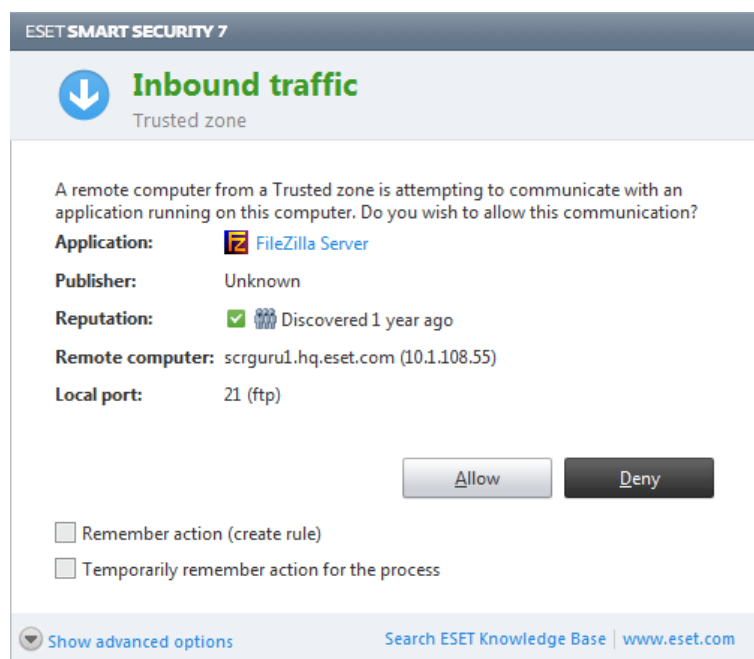 ESET SMART SECURITY 7
Inbound traffic
Trusted zone
A remote computer from a Trusted zone is attempting to communicate with an
application running on this computer. Do you wish to allow this communication?
Application: FileZilla Server
Publisher: Unknown
Reputation: Discovered 1 year ago
Remote computer: scrguru1.hq.eset.com (10.1.108.55)
Local port: 21 (ftp)
Allow Deny
Remember action (create rule)
Temporarily remember action for the process
Show advanced options Search ESET Knowledge Base | www.eset.com